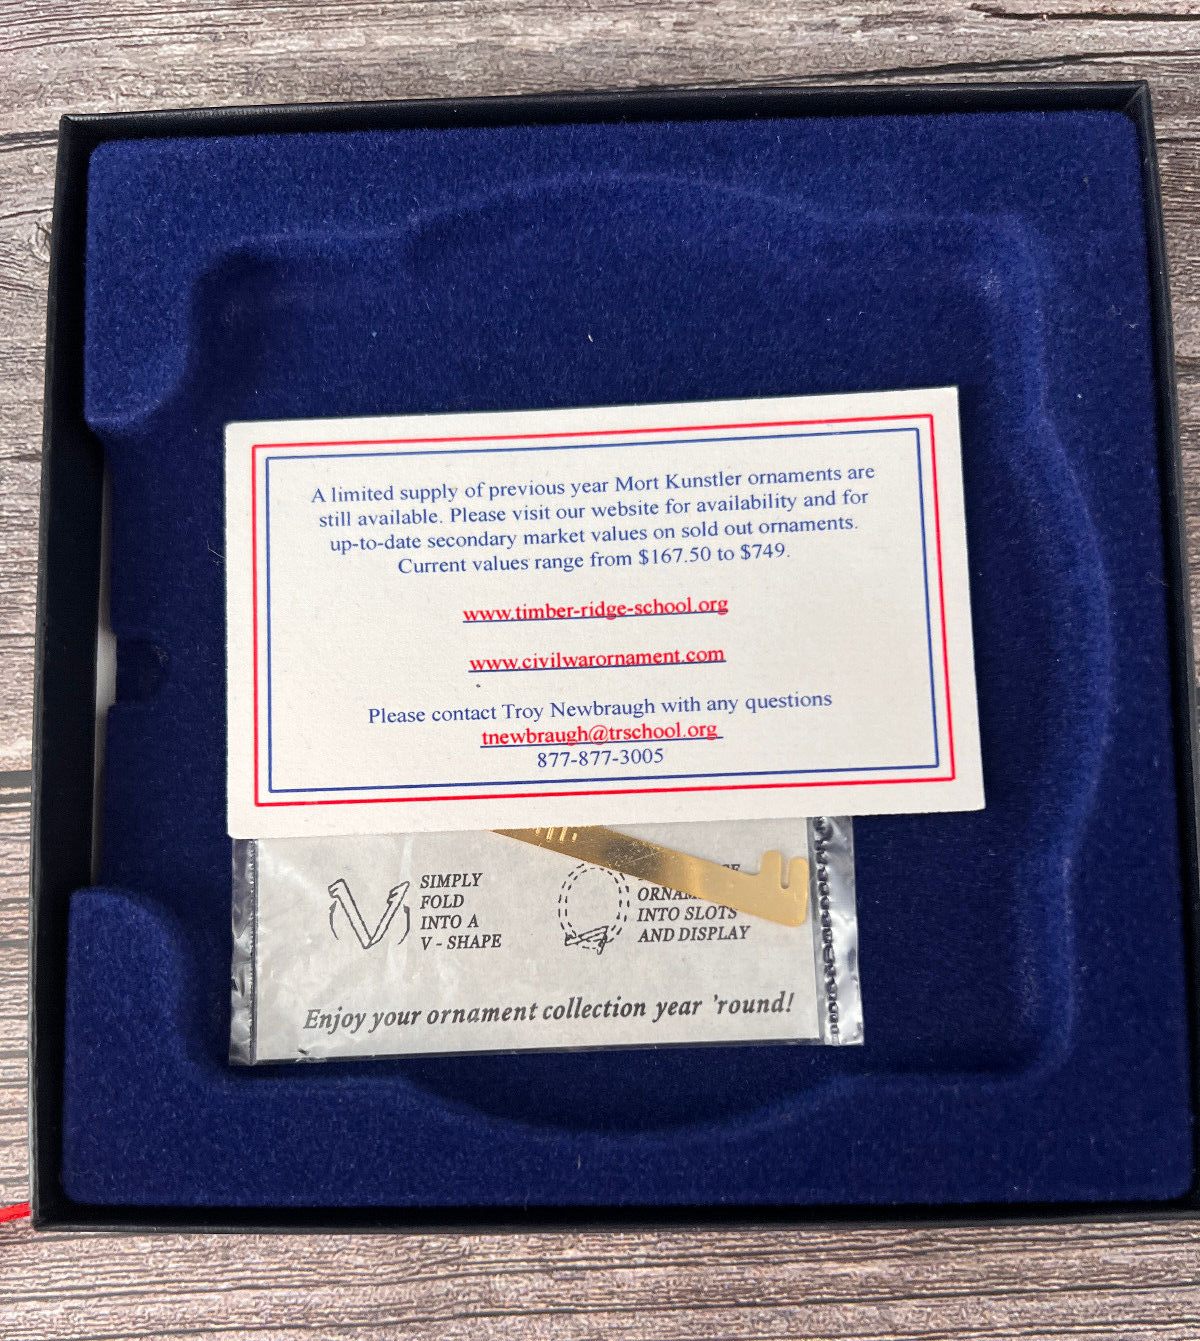 A limited supply of previous year Mort Kunstler ornaments are
still available. Please visit our website for availability and for
up-to-date secondary market values on sold out ornaments.
Current values range from $167.50 to $749.
www.timber-ridge-school.org
www.civilwarornament.com
Please contact Troy Newbraugh with any questions
tnewbraugh@trschool.org
877-877-3005
SIMPLY
FOLD
INTO A
V - SHAPE
INTO SLOTS
AND DISPLAY
Enjoy your ornament collection year 'round!